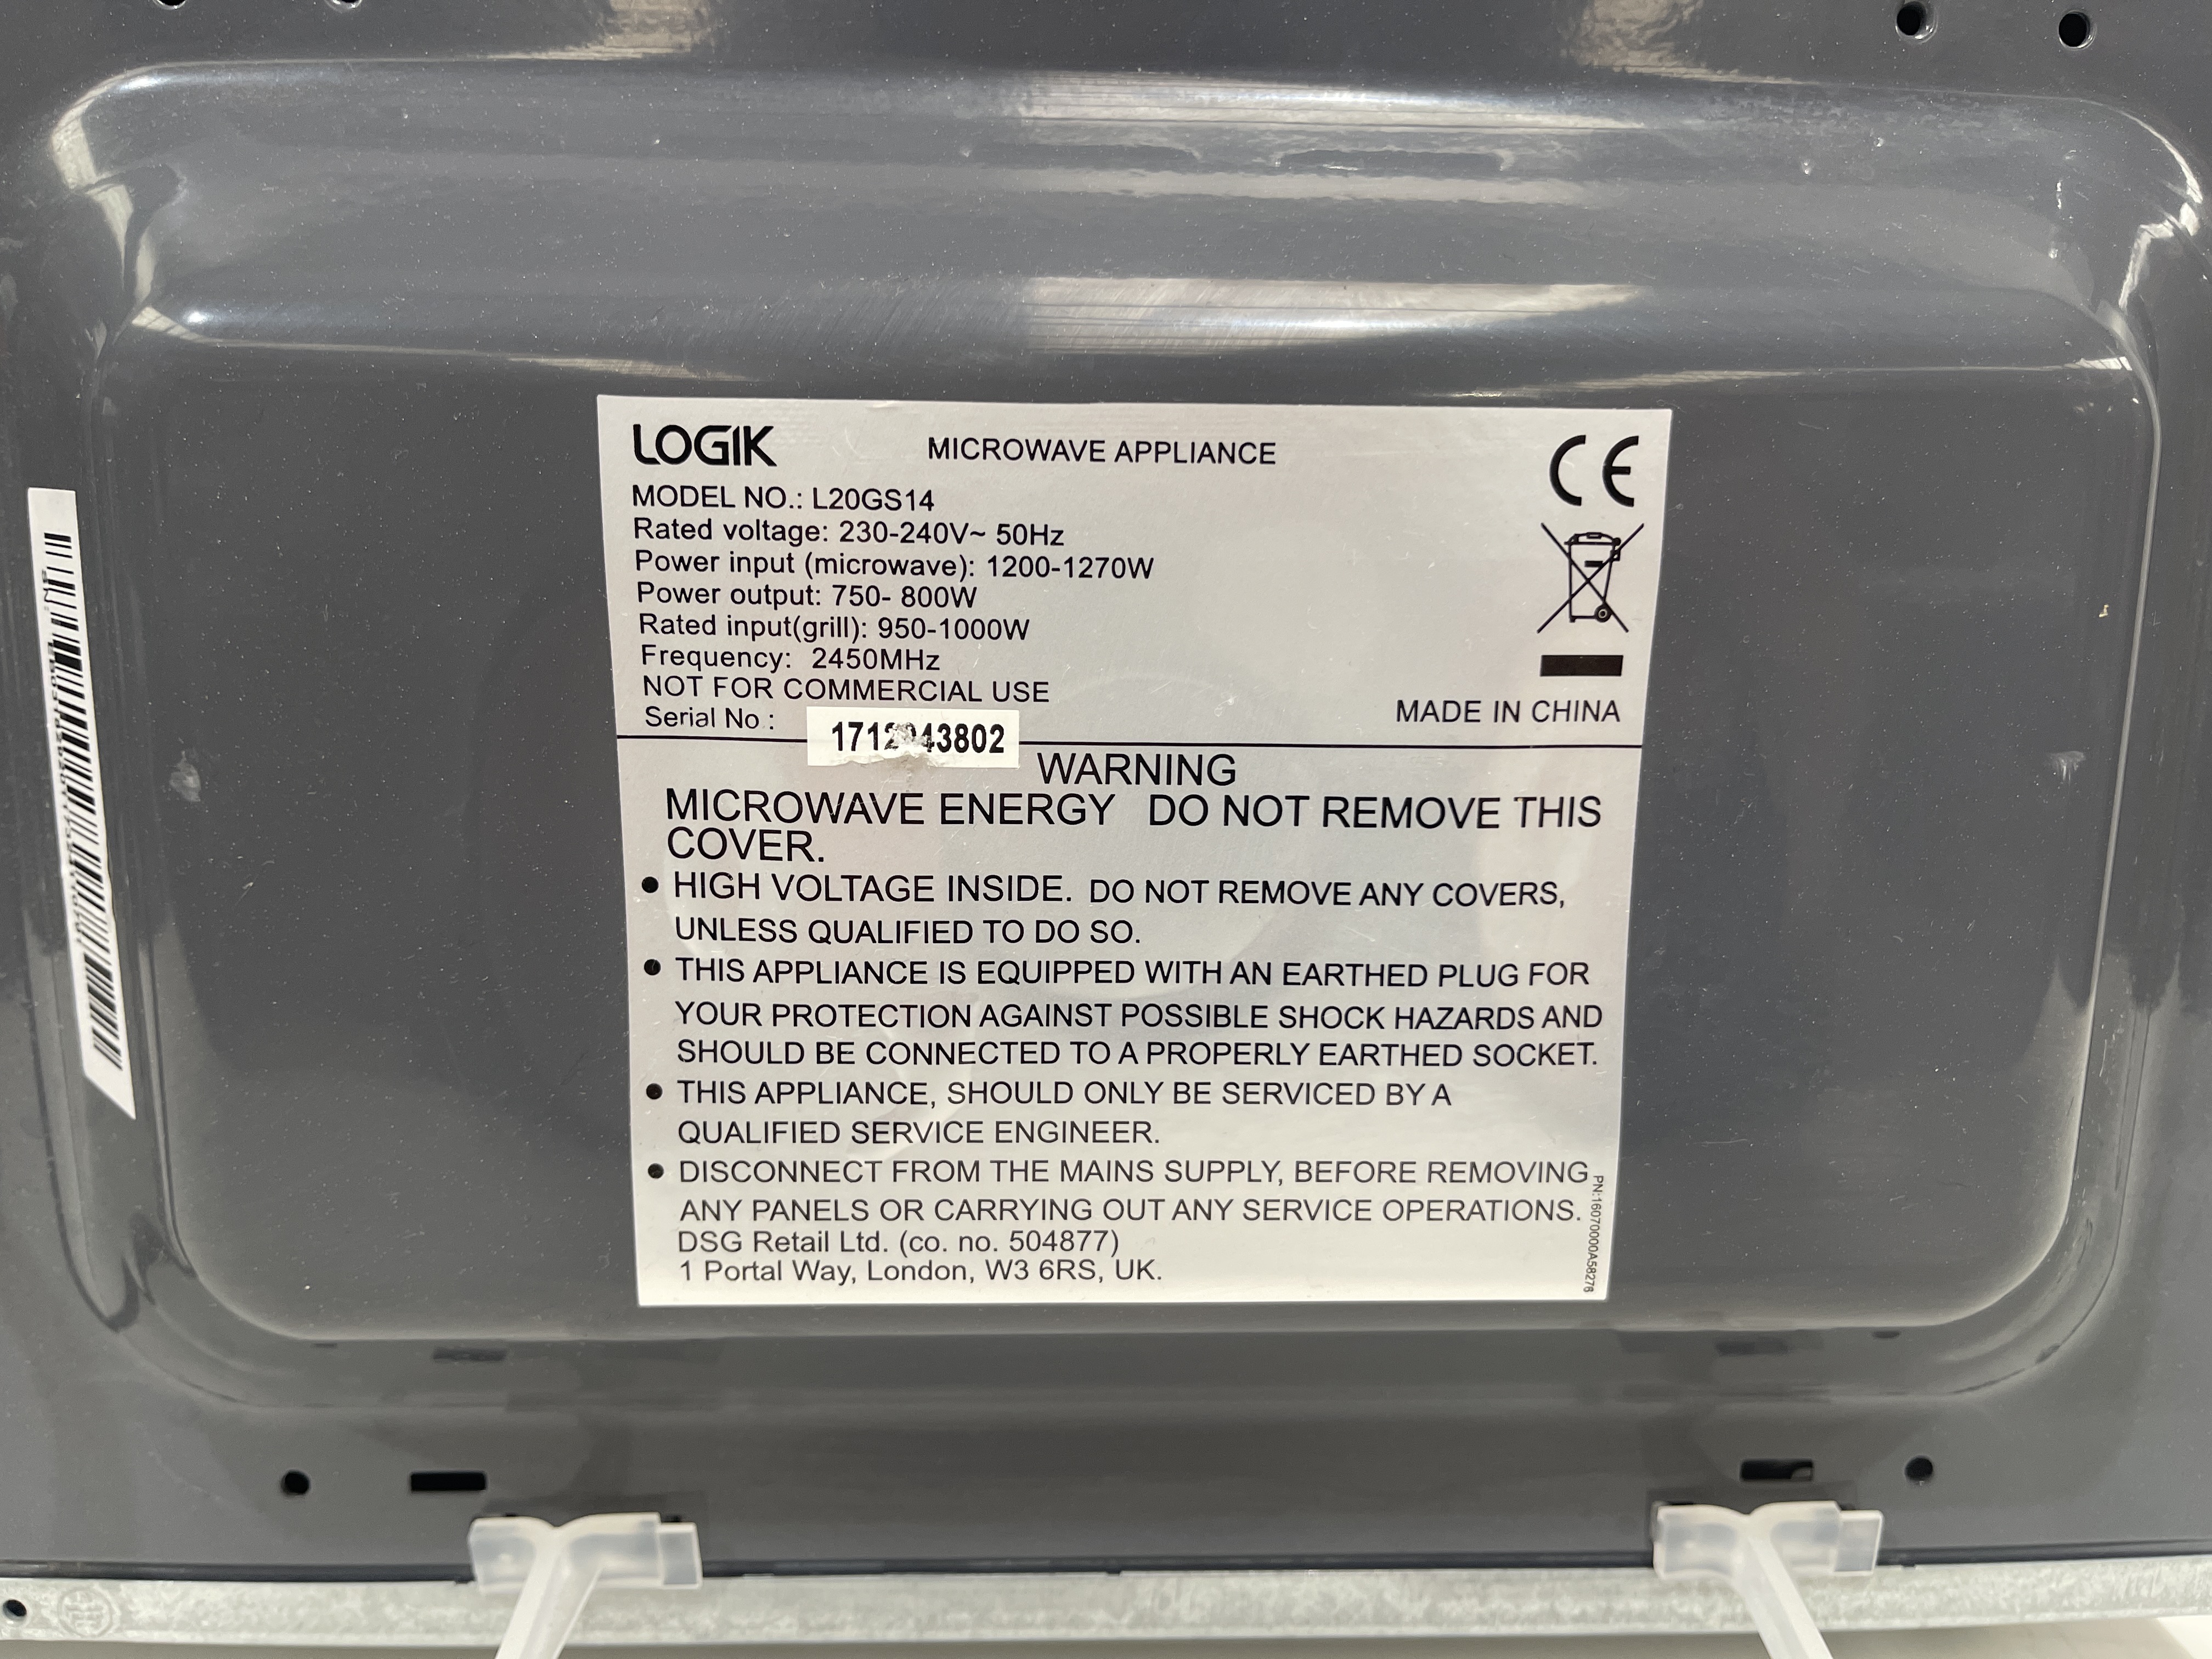 LOGIK MICROWAVE APPLIANCE CE
MODEL NO.: L20GS14
Rated voltage: 230-240V~ 50Hz
Power input (microwave): 1200-1270W
Power output: 750- 800W
Rated input(grill): 950-1000W
Frequency: 2450MHz
NOT FOR COMMERCIAL USE
Serial No :
MADE IN CHINA
WARNING
MICROWAVE ENERGY DO NOT REMOVE THIS
COVER.
● HIGH VOLTAGE INSIDE. DO NOT REMOVE ANY COVERS,
UNLESS QUALIFIED TO DO SO.
● THIS APPLIANCE IS EQUIPPED WITH AN EARTHED PLUG FOR
YOUR PROTECTION AGAINST POSSIBLE SHOCK HAZARDS AND
SHOULD BE CONNECTED TO A PROPERLY EARTHED SOCKET.
● THIS APPLIANCE, SHOULD ONLY BE SERVICED BY A
QUALIFIED SERVICE ENGINEER.
● DISCONNECT FROM THE MAINS SUPPLY, BEFORE REMOVING
ANY PANELS OR CARRYING OUT ANY SERVICE OPERATIONS.
DSG Retail Ltd. (co. no. 504877)
1 Portal Way, London, W3 6RS, UK.
PN:16070000A58278